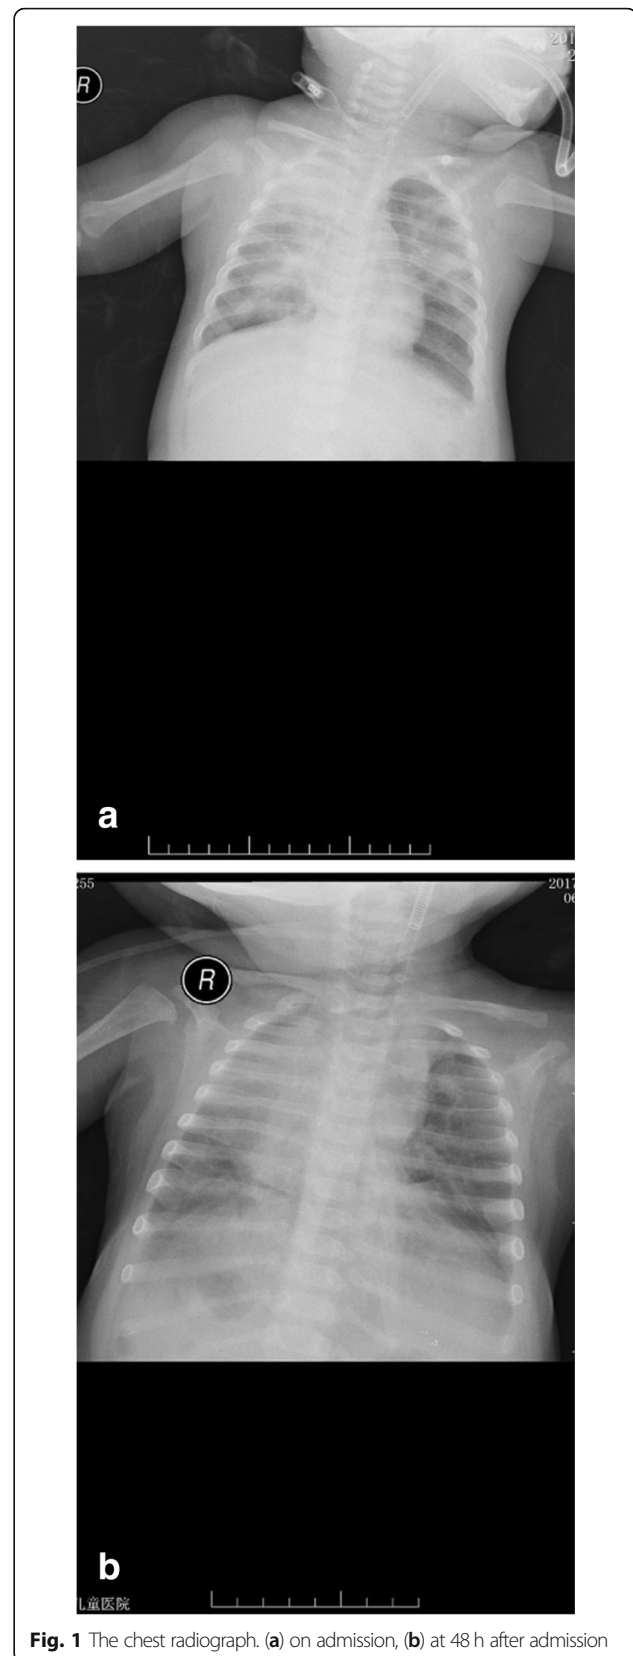 R
201
2
a
255
2017
06
R
b
儿童医院
Fig. 1 The chest radiograph. (a) on admission, (b) at 48 h after admission